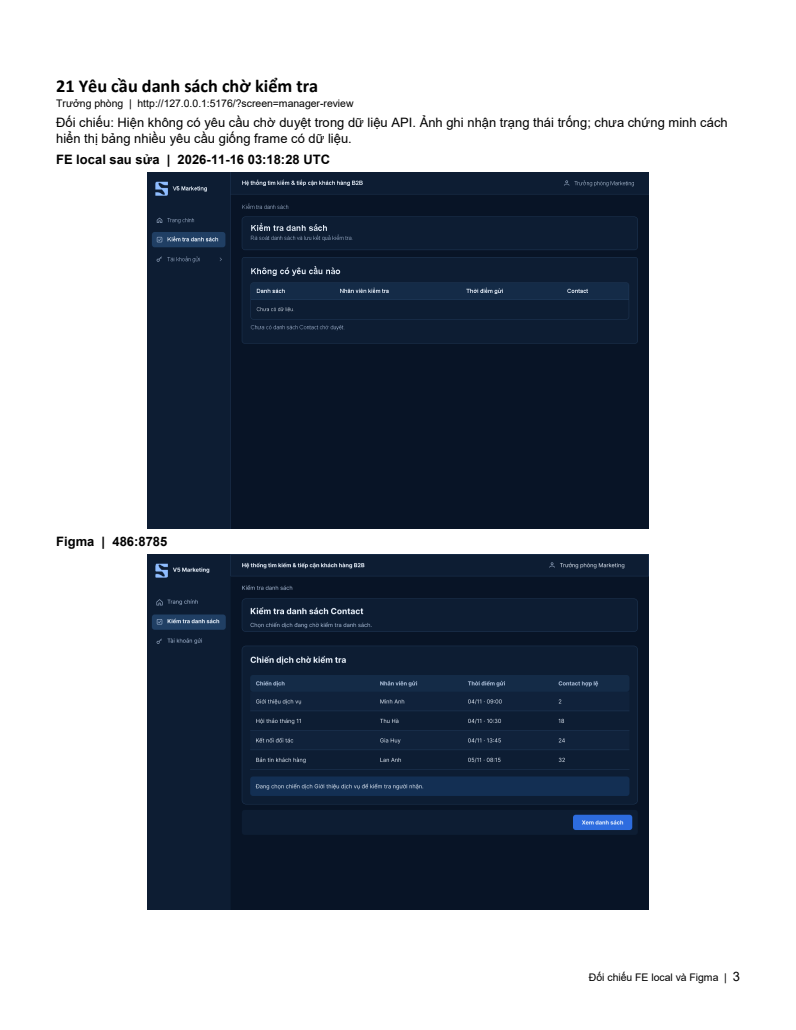 21 Yêu cầu danh sách chờ kiểm tra
Trưởng phòng | http://127.0.0.1:5176/?screen=manager-review
Đối chiếu: Hiện không có yêu cầu chờ duyệt trong dữ liệu API. Ảnh ghi nhận trạng thái trống; chưa chứng minh cách
hiển thị bảng nhiều yêu cầu giống frame có dữ liệu.
FE local sau sửa | 2026-11-16 03:18:28 UTC
V5 Marketing
Hệ thống tìm kiếm & tiếp cận khách hàng B2B
Trưởng phòng Marketing
Kiểm tra danh sách
Trang chính
Kiểm tra danh sách
Tài khoản gửi
Kiểm tra danh sách
Rà soát danh sách và lưu kết quả kiểm tra.
Không có yêu cầu nào
Danh sách Nhân viên kiểm tra Thời điểm gửi Contact
Chưa có dữ liệu
Chưa có danh sách Contact chờ duyệt.
Figma | 486:8785
V5 Marketing
Hệ thống tìm kiếm & tiếp cận khách hàng B2B
Trưởng phòng Marketing
Kiểm tra danh sách
Trang chính
Kiểm tra danh sách
Tài khoản gửi
Kiểm tra danh sách Contact
Chọn chiến dịch đang chờ kiểm tra danh sách.
Chiến dịch chờ kiểm tra
Chiến dịch Nhân viên gửi Thời điểm gửi Contact hợp lệ
Giới thiệu dịch vụ Minh Anh 04/11 · 09:00 2
Hội thảo tháng 11 Thu Hà 04/11 · 10:30 18
Kết nối đối tác Gia Huy 04/11 · 13:45 24
Bản tin khách hàng Lan Anh 05/11 · 08:15 32
Đang chọn chiến dịch Giới thiệu dịch vụ để kiểm tra người nhận.
Xem danh sách
Đối chiếu FE local và Figma | 3